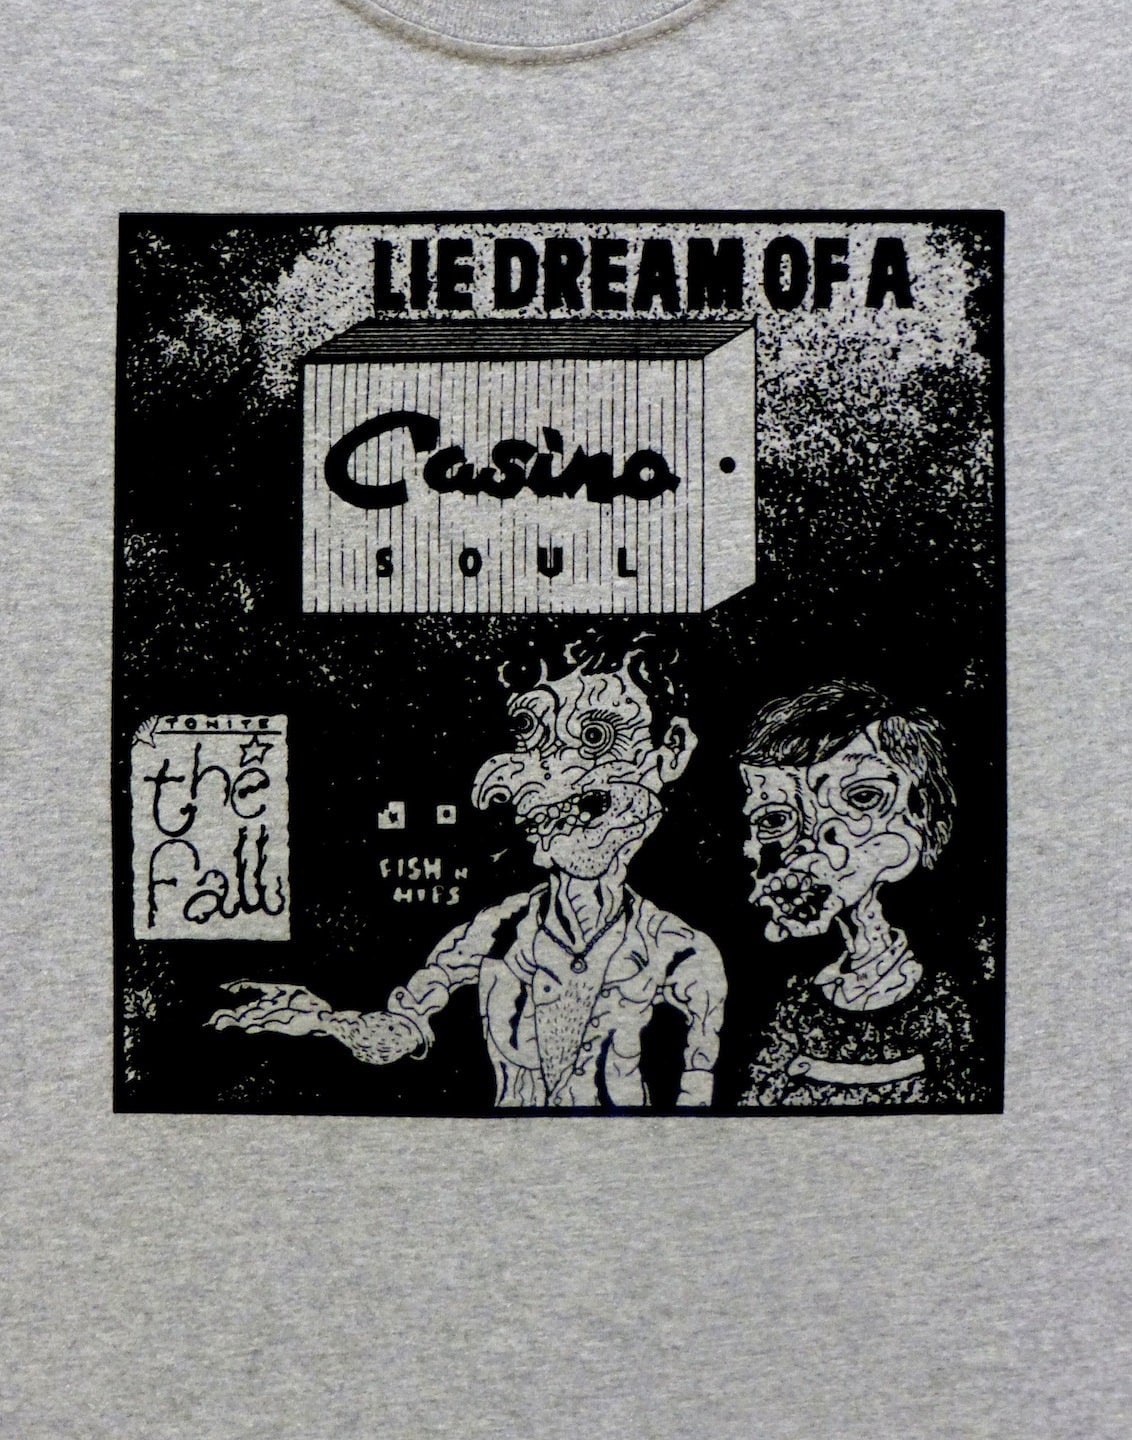 LIE DREAM OF A
Casino
SOUL
TONITE
the
Fall
FISH N
HIPS